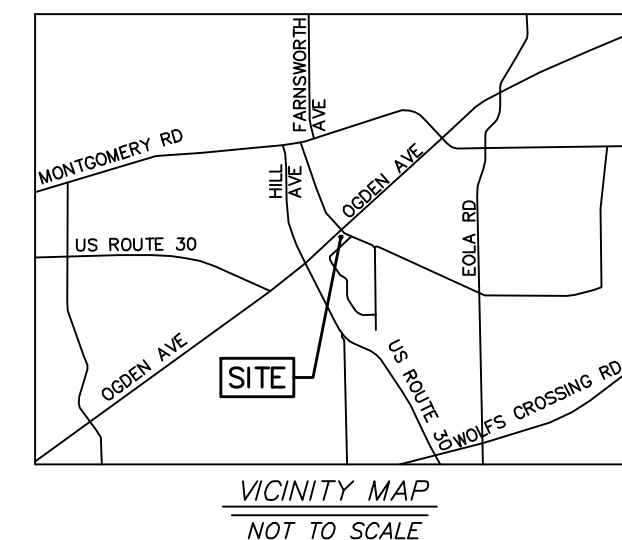 FARNSWORTH
AVE
MONTGOMERY RD
HILL
AVE
OGDEN AVE
US ROUTE 30
EOLA RD
OGDEN AVE
SITE
US ROUTE 30
WOLFS CROSSING RD
VICINITY MAP
NOT TO SCALE